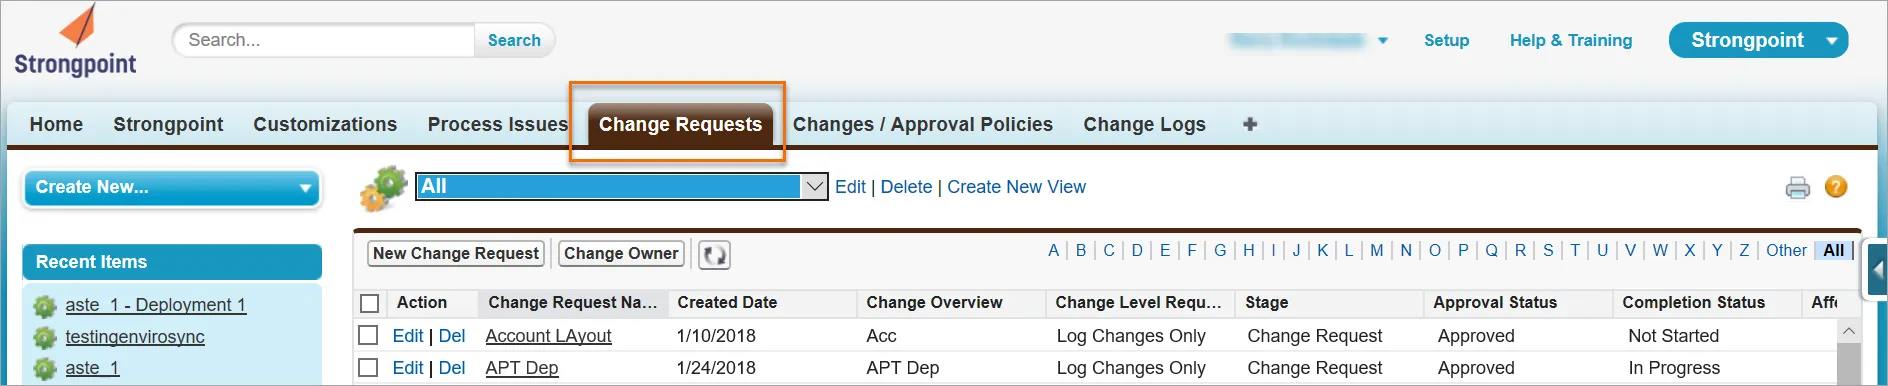 Strongpoint
Search...
Search
Setup
Help & Training
Strongpoint
Home
Strongpoint
Customizations
Process Issues
Change Requests
Changes / Approval Policies
Change Logs
Create New...
All
Edit | Delete | Create New View
Recent Items
aste_1 - Deployment 1
testingenvirosync
aste_1
New Change Request
Change Owner
A | B | C | D | E | F | G | H | I | J | K | L | M | N | O | P | Q | R | S | T | U | V | W | X | Y | Z | Other | All |
Action Change Request Na... Created Date Change Overview Change Level Requ... Stage Approval Status Completion Status Affe
Edit | Del Account LAyout 1/10/2018 Acc Log Changes Only Change Request Approved Not Started
Edit | Del APT Dep 1/24/2018 APT Dep Log Changes Only Change Request Approved In Progress